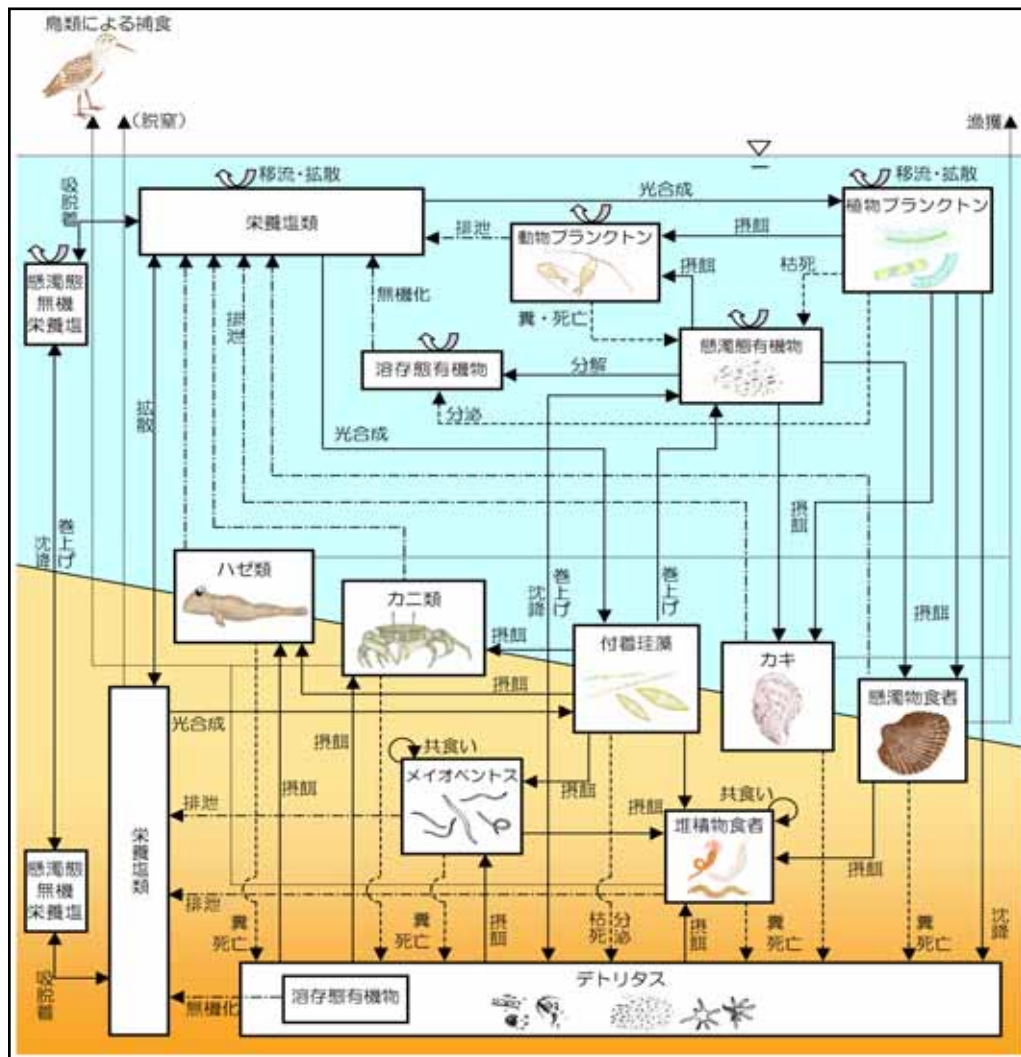 鳥類による捕食
(脱窒)
漁獲
吸脱着
移流・拡散
栄養塩類
光合成
移流・拡散
植物プランクトン
排泄
動物プランクトン
摂餌
摂餌
枯死
懸濁態
無機
栄養塩
無機化
糞・死亡
懸濁態有機物
排泄
溶存態有機物
分解
分泌
拡散
光合成
摂餌
沈降
巻上げ
ハゼ類
カニ類
沈降
巻上げ
巻上げ
摂餌
摂餌
付着珪藻
カキ
懸濁物食者
摂餌
光合成
摂餌
摂餌
共食い
メイオベントス
摂餌
共食い
排泄
摂餌
堆積物食者
摂餌
栄養塩類
懸濁態
無機
栄養塩
排泄
糞
死亡
糞
死亡
摂餌
枯死
分泌
摂餌
糞
死亡
糞
死亡
沈降
吸脱着
無機化
溶存態有機物
デトリタス